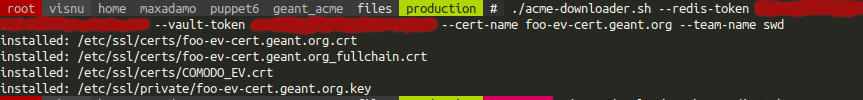 root visnu home maxadamo puppet6 geant_acme files production # ./acme-downloader.sh --redis-token
--vault-token --cert-name foo-ev-cert.geant.org --team-name swd
installed: /etc/ssl/certs/foo-ev-cert.geant.org.crt
installed: /etc/ssl/certs/foo-ev-cert.geant.org_fullchain.crt
installed: /etc/ssl/certs/COMODO_EV.crt
installed: /etc/ssl/private/foo-ev-cert.geant.org.key